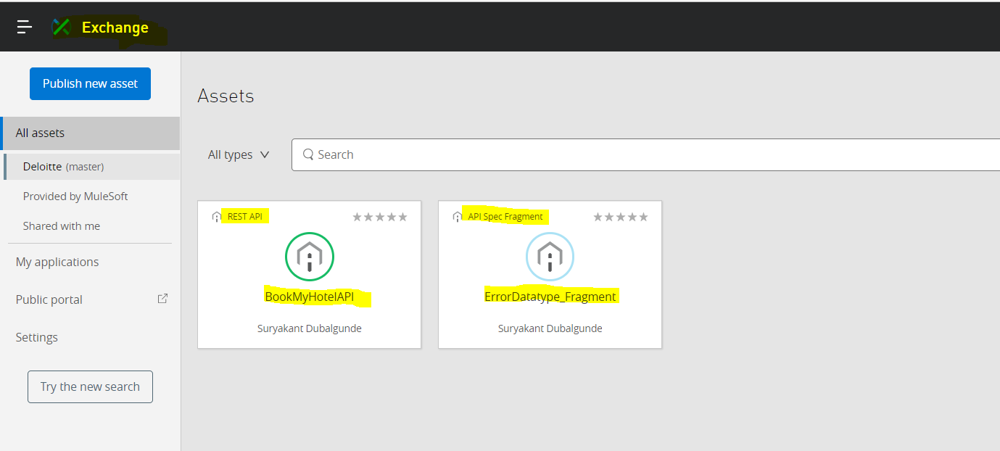 Exchange
Publish new asset
All assets
Deloitte (master)
Provided by MuleSoft
Shared with me
My applications
Public portal
Settings
Try the new search
Assets
All types
Search
REST API
BookMyHotelAPI
Suryakant Dubalgunde
API Spec Fragment
ErrorDatatype_Fragment
Suryakant Dubalgunde